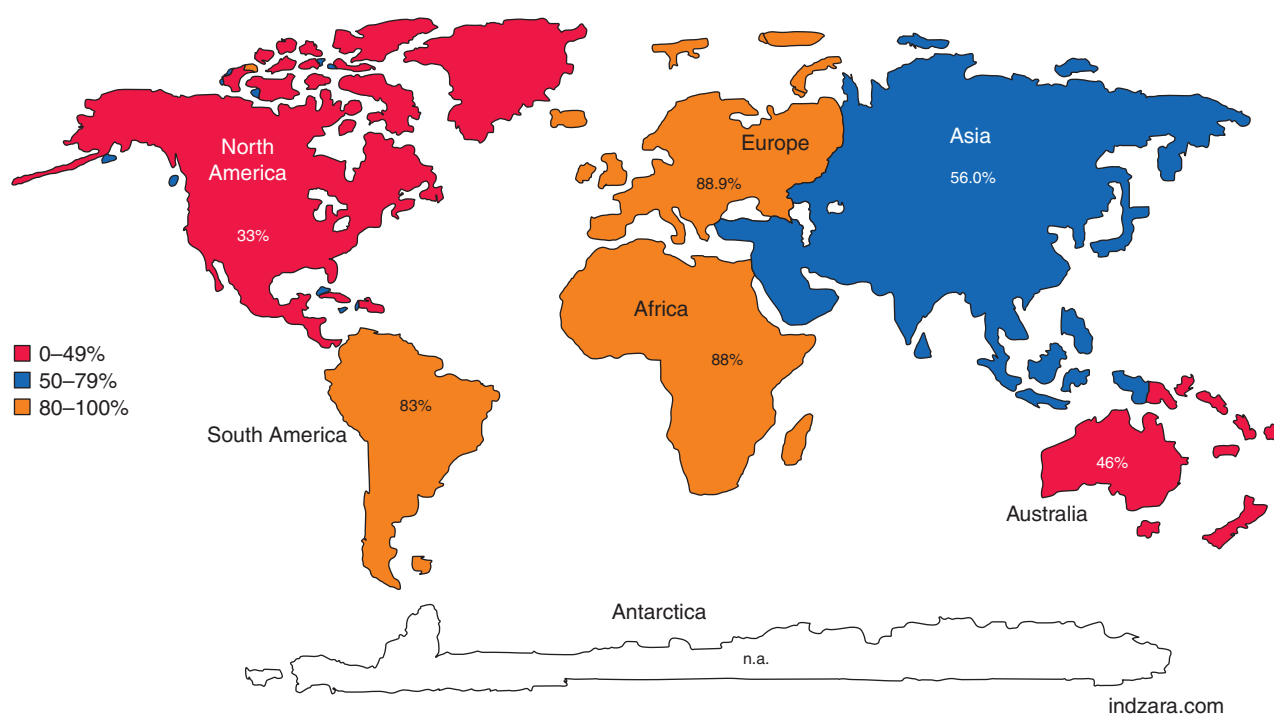 North
America
33%
Europe
88.9%
Asia
56.0%
Africa
88%
0–49%
50–79%
80–100%
83%
South America
46%
Australia
Antarctica
n.a.
indzara.com